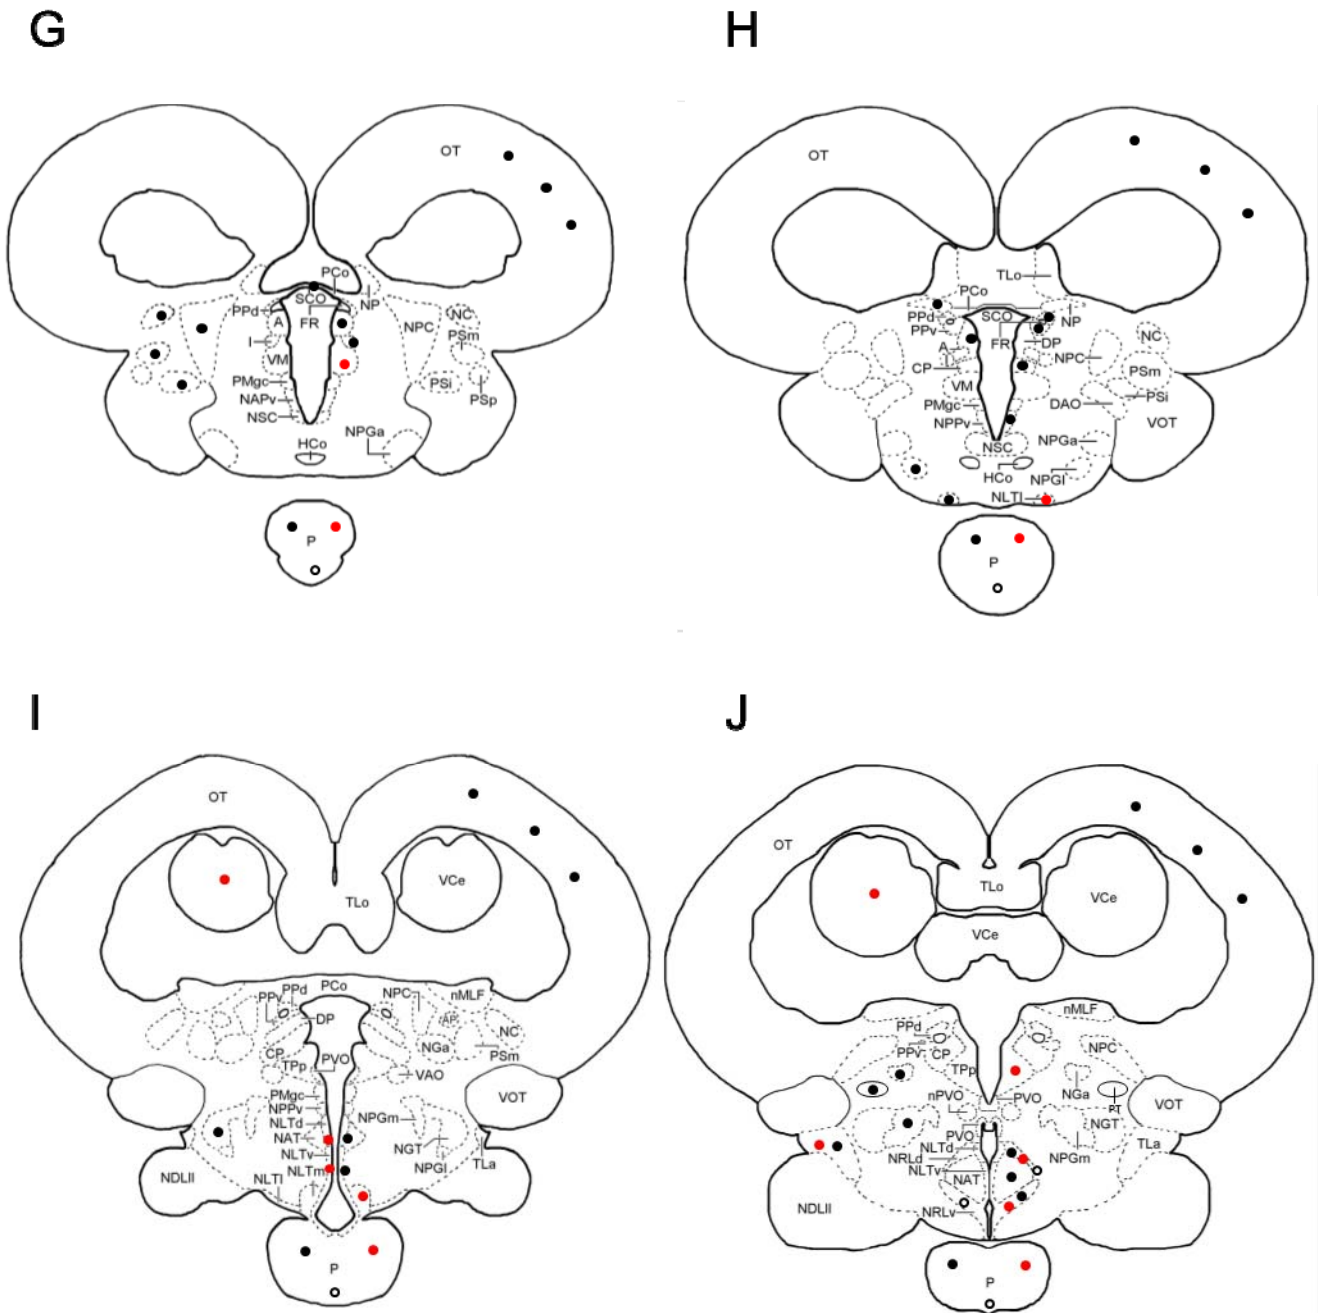 G
OT
PCo
SCO
NP
PPd
A
FR
NPC
NC
I
PSm
VM
PMgc
PSi
NAPv
PSp
NSC
NPGa
HCo
P
H
OT
TLo
PCo
PPd
SCO
NP
PPv
A
FR
DP
NC
I
NPC
CP
PSm
VM
PMgc
DAO
PSi
NPPv
VOT
NSC
NPGa
HCo
NPGl
NLTl
P
I
OT
VCe
TLo
PCo
PPd
PPv
NPC
nMLF
DP
AP
NC
CP
NGa
PSm
TPp
PVO
VAO
PMgc
VOT
NPPv
NLTd
NPGm
NAT
NLTv
NGT
NPGl
TLa
NLTm
NDLIl
NLTl
P
J
OT
TLo
VCe
VCe
nMLF
PPd
PPv
CP
NPC
TPp
NGa
PT
nPVO
PVO
VOT
NGT
PVO
NLTd
TLa
NRLd
NPGm
NLTv
NAT
NDLIl
NRLv
P